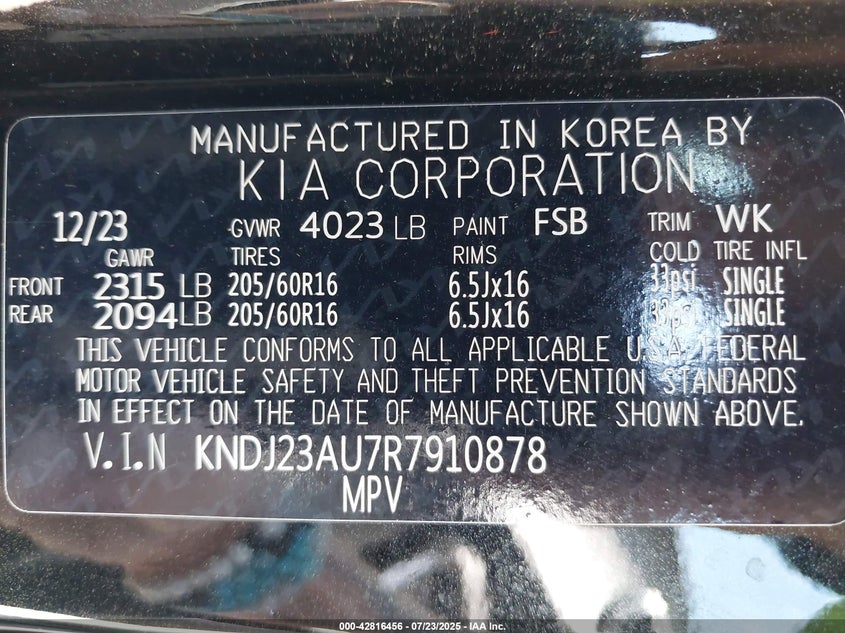 MANUFACTURED IN KOREA BY
KIA CORPORATION
12/23 GVWR 4023 LB PAINT FSB TRIM WK
GAWR TIRES RIMS COLD TIRE INFL
FRONT 2315 LB 205/60R16 6.5Jx16 33psi SINGLE
REAR 2094 LB 205/60R16 6.5Jx16 33psi SINGLE
THIS VEHICLE CONFORMS TO ALL APPLICABLE U.S.A. FEDERAL
MOTOR VEHICLE SAFETY AND THEFT PREVENTION STANDARDS
IN EFFECT ON THE DATE OF MANUFACTURE SHOWN ABOVE.
V.I.N KNDJ23AU7R7910878
MPV
000-42816456 - 07/23/2025 - IAA Inc.